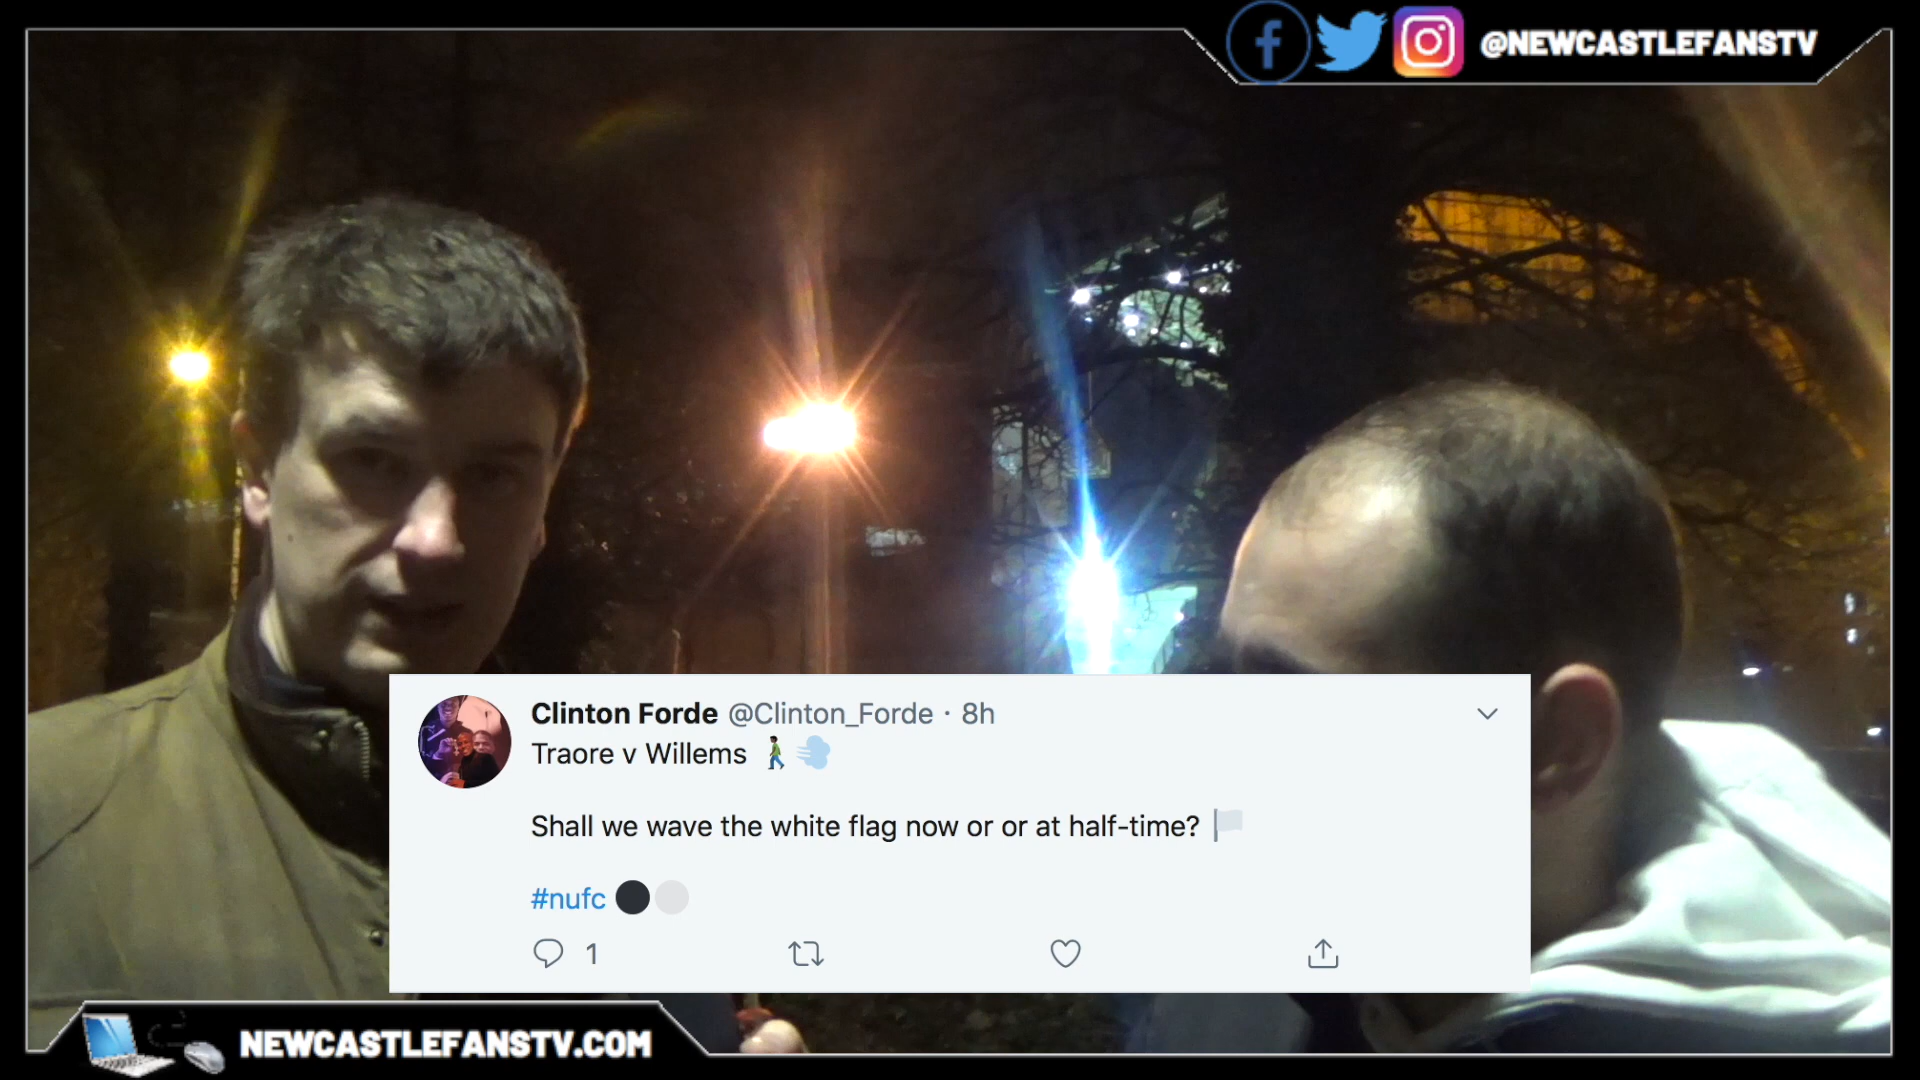 @NEWCASTLEFANSTV
Clinton Forde @Clinton_Forde · 8h
Traore v Willems 🚶🏿‍♂️💨
Shall we wave the white flag now or or at half-time? 🏳️
#nufc ⚫⚪
1
NEWCASTLEFANSTV.COM